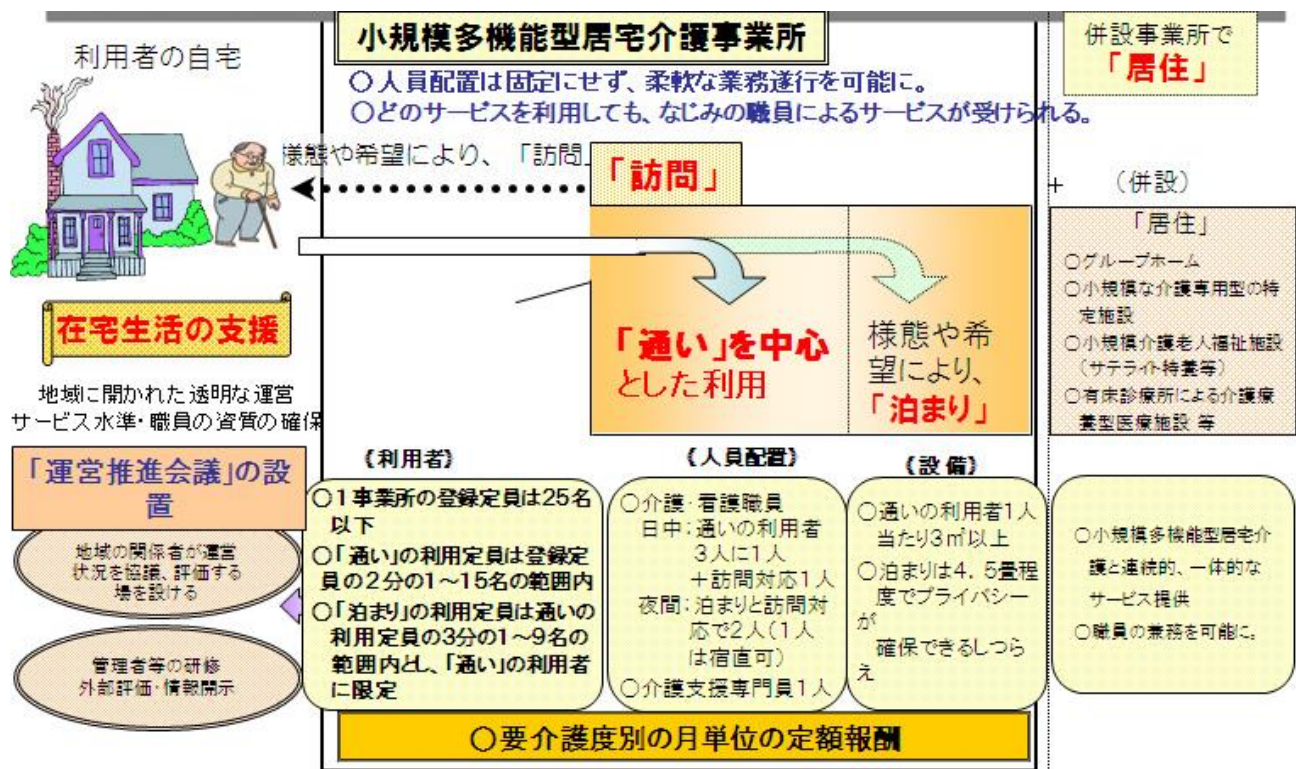 利用者の自宅
小規模多機能型居宅介護事業所
○人員配置は固定にせず、柔軟な業務遂行を可能に。
○どのサービスを利用しても、なじみの職員によるサービスが受けられる。
様態や希望により、「訪問」
「訪問」
「通い」を中心
とした利用
様態や希
望により、
「泊まり」
併設事業所で
「居住」
+ (併設)
「居住」
○グループホーム
○小規模な介護専用型の特
定施設
○小規模介護老人福祉施設
(サテライト特養等)
○有床診療所による介護療
養型医療施設 等
在宅生活の支援
地域に開かれた透明な運営
サービス水準・職員の資質の確保
「運営推進会議」の設
置
地域の関係者が運営
状況を協議、評価する
場を設ける
管理者等の研修
外部評価・情報開示
《利用者》
○1事業所の登録定員は25名
以下
○「通い」の利用定員は登録定
員の2分の1~15名の範囲内
○「泊まり」の利用定員は通いの
利用定員の3分の1~9名の
範囲内とし、「通い」の利用者
に限定
《人員配置》
○介護・看護職員
日中:通いの利用者
3人に1人
+訪問対応1人
夜間:泊まりと訪問対
応で2人(1人
は宿直可)
○介護支援専門員1人
《設備》
○通いの利用者1人
当たり3㎡以上
○泊まりは4.5畳程
度でプライバシー
が
確保できるしつら
え
○小規模多機能型居宅介
護と連続的、一体的な
サービス提供
○職員の兼務を可能に。
○要介護度別の月単位の定額報酬